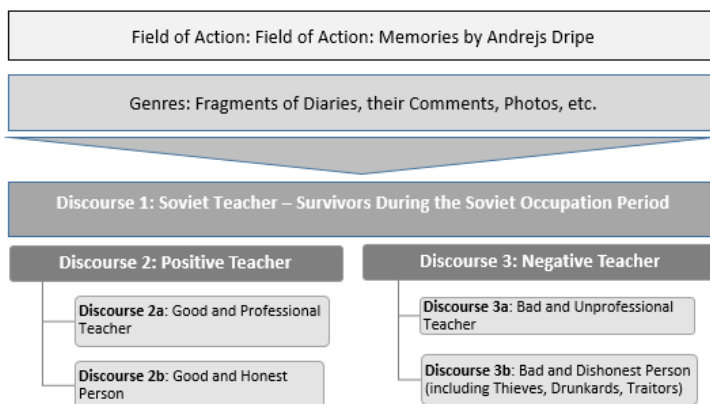 Field of Action: Field of Action: Memories by Andrejs Dripe
Genres: Fragments of Diaries, their Comments, Photos, etc.
Discourse 1: Soviet Teacher – Survivors During the Soviet Occupation Period
Discourse 2: Positive Teacher
Discourse 2a: Good and Professional
Teacher
Discourse 2b: Good and Honest
Person
Discourse 3: Negative Teacher
Discourse 3a: Bad and Unprofessional
Teacher
Discourse 3b: Bad and Dishonest Person
(including Thieves, Drunkards, Traitors)